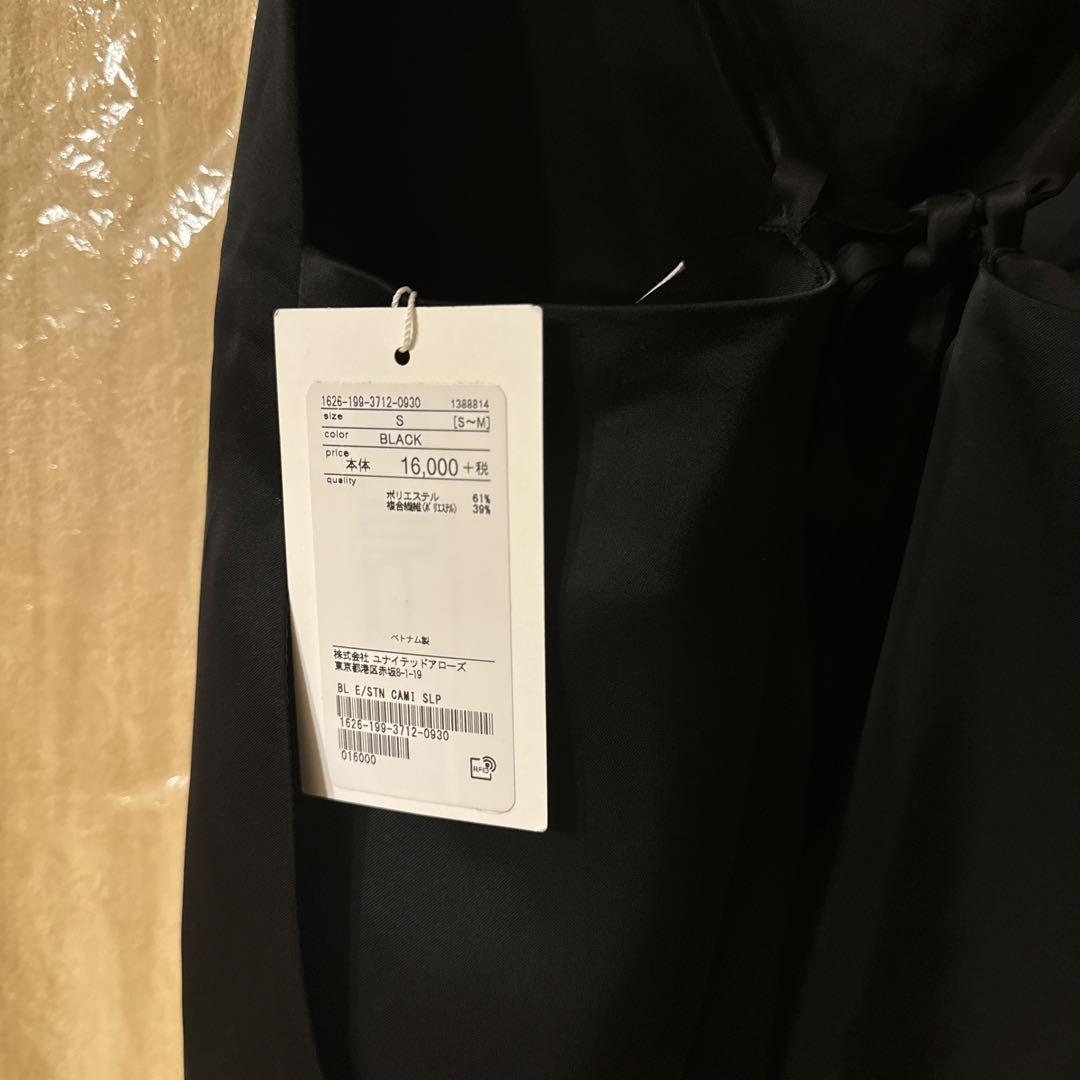 1626-199-3712-0930 1388814
size S [S~M]
color BLACK
price 本体 16,000 +税
quality
ポリエステル 61%
複合繊維(ポリエステル) 39%
ベトナム製
株式会社 ユナイテッドアローズ
東京都港区赤坂8-1-19
BL E/STN CAMI SLP
1626-199-3712-0930
016000
RFID